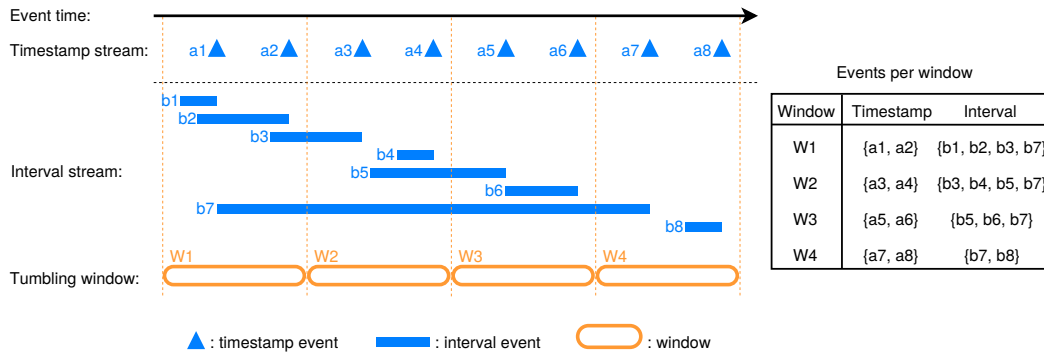 Event time:
Timestamp stream:
a1 a2 a3 a4 a5 a6 a7 a8
b1
b2
b3
b4
b5
b6
b7
b8
Interval stream:
W1 W2 W3 W4
Tumbling window:
: timestamp event : interval event : window
Events per window
Window Timestamp Interval
W1 {a1, a2} {b1, b2, b3, b7}
W2 {a3, a4} {b3, b4, b5, b7}
W3 {a5, a6} {b5, b6, b7}
W4 {a7, a8} {b7, b8}